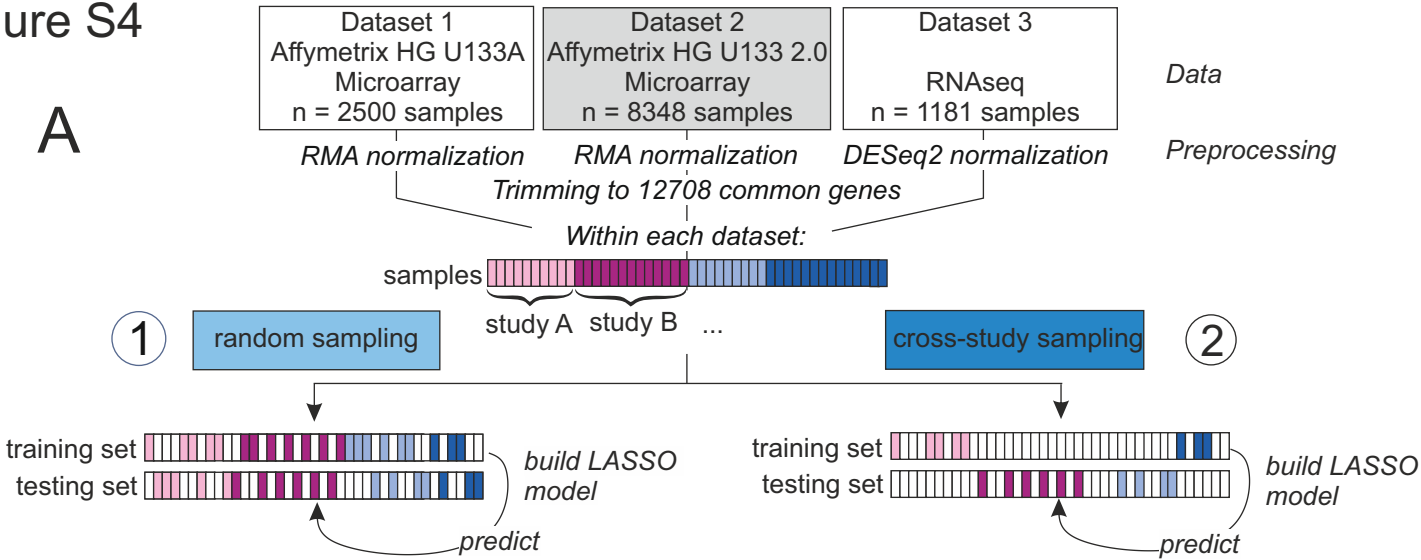 ure S4
A
Dataset 1
Affymetrix HG U133A
Microarray
n = 2500 samples
Dataset 2
Affymetrix HG U133 2.0
Microarray
n = 8348 samples
Dataset 3
RNAseq
n = 1181 samples
Data
RMA normalization
RMA normalization
DESeq2 normalization
Preprocessing
Trimming to 12708 common genes
Within each dataset:
samples
study A
study B
...
1
random sampling
cross-study sampling
2
training set
testing set
build LASSO
model
predict
training set
testing set
build LASSO
model
predict